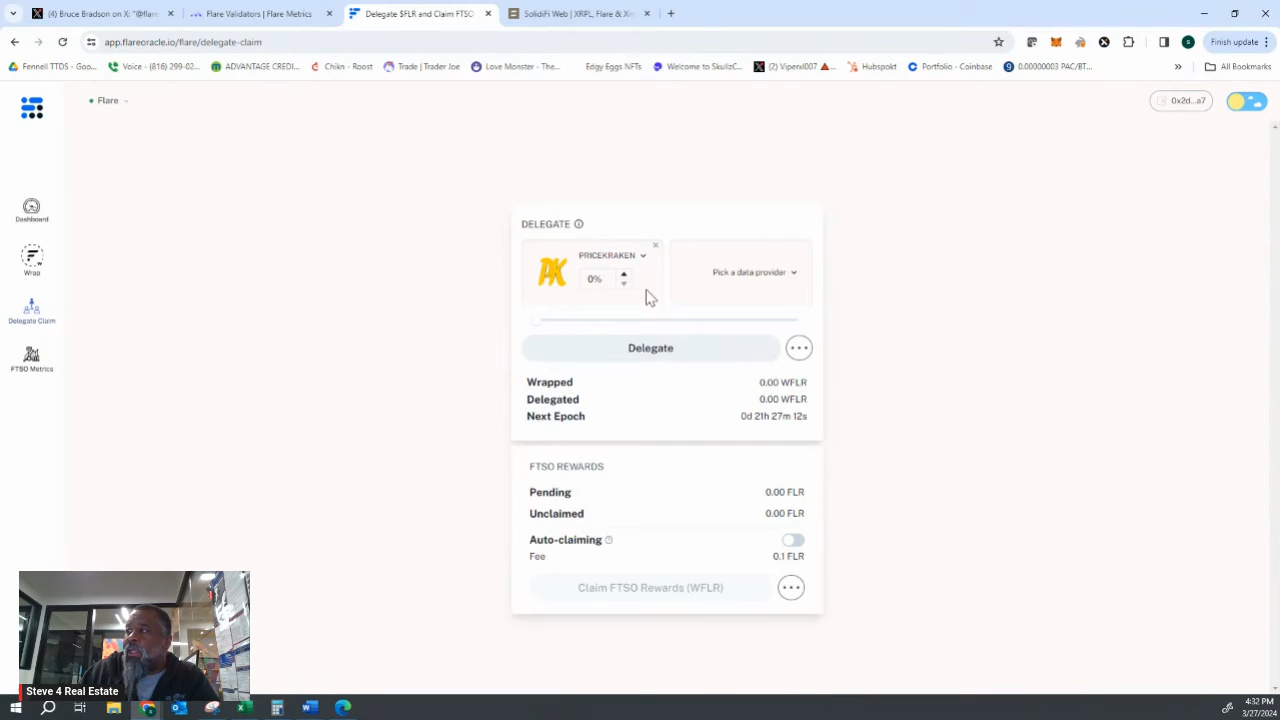 (4) Bruce Bradston on X: "@flare
Flare Validators | Flare Metrics
Delegate $FLR and Claim FTSO
SolidiFi Web | XRPL, Flare & Xe
Finish update
app.flareoracle.io/flare/delegate-claim
Fennell TTDS - Goo...
Voice - (816) 299-02...
ADVANTAGE CREDI...
Chikn - Roost
Trade | Trader Joe
Love Monster - The...
Edgy Eggs NFTs
Welcome to SkullzC...
(2) Viperxl007
Hubspokt
Portfolio - Coinbase
0.00000003 PAC/BT...
»
All Bookmarks
Flare
0x2d...a7
Dashboard
Wrap
Delegate Claim
FTSO Metrics
DELEGATE
PK
PRICEKRAKEN
0%
Pick a data provider
Delegate
Wrapped 0.00 WFLR
Delegated 0.00 WFLR
Next Epoch 0d 21h 27m 12s
FTSO REWARDS
Pending 0.00 FLR
Unclaimed 0.00 FLR
Auto-claiming
Fee 0.1 FLR
Claim FTSO Rewards (WFLR)
Steve 4 Real Estate
4:32 PM
3/27/2024